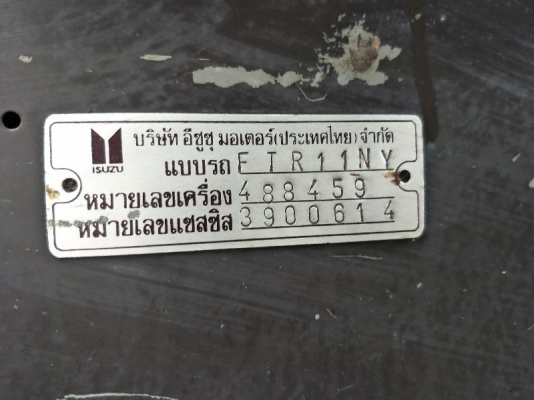 บริษัท อีซูซุ มอเตอร์(ประเทศไทย) จำกัด
ISUZU
แบบรถ FTR11NY
หมายเลขเครื่อง 488459
หมายเลขแชสซิส 3900614